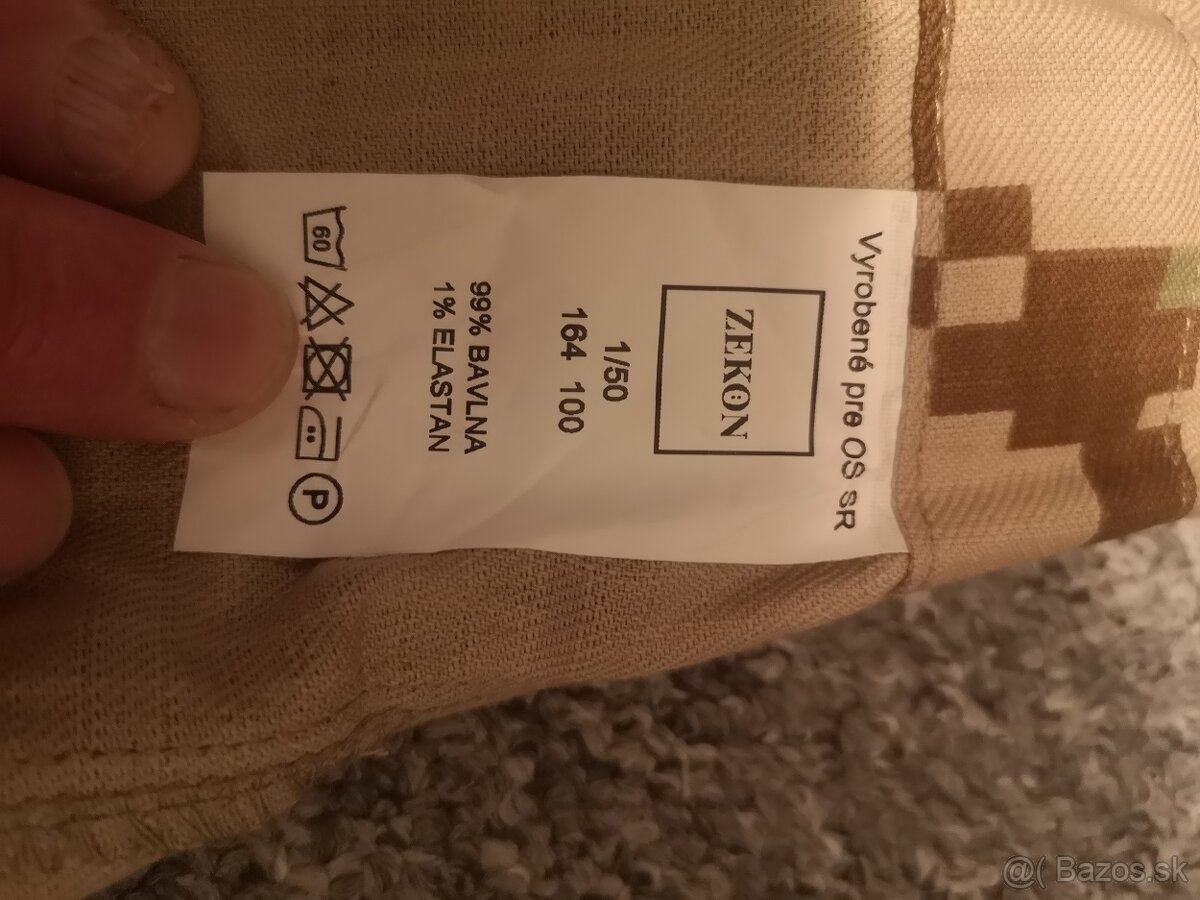 Vyrobené pre OS SR
ZEKON
1/50
164 100
99% BAVLNA
1% ELASTAN
60
P
@( Bazos.sk